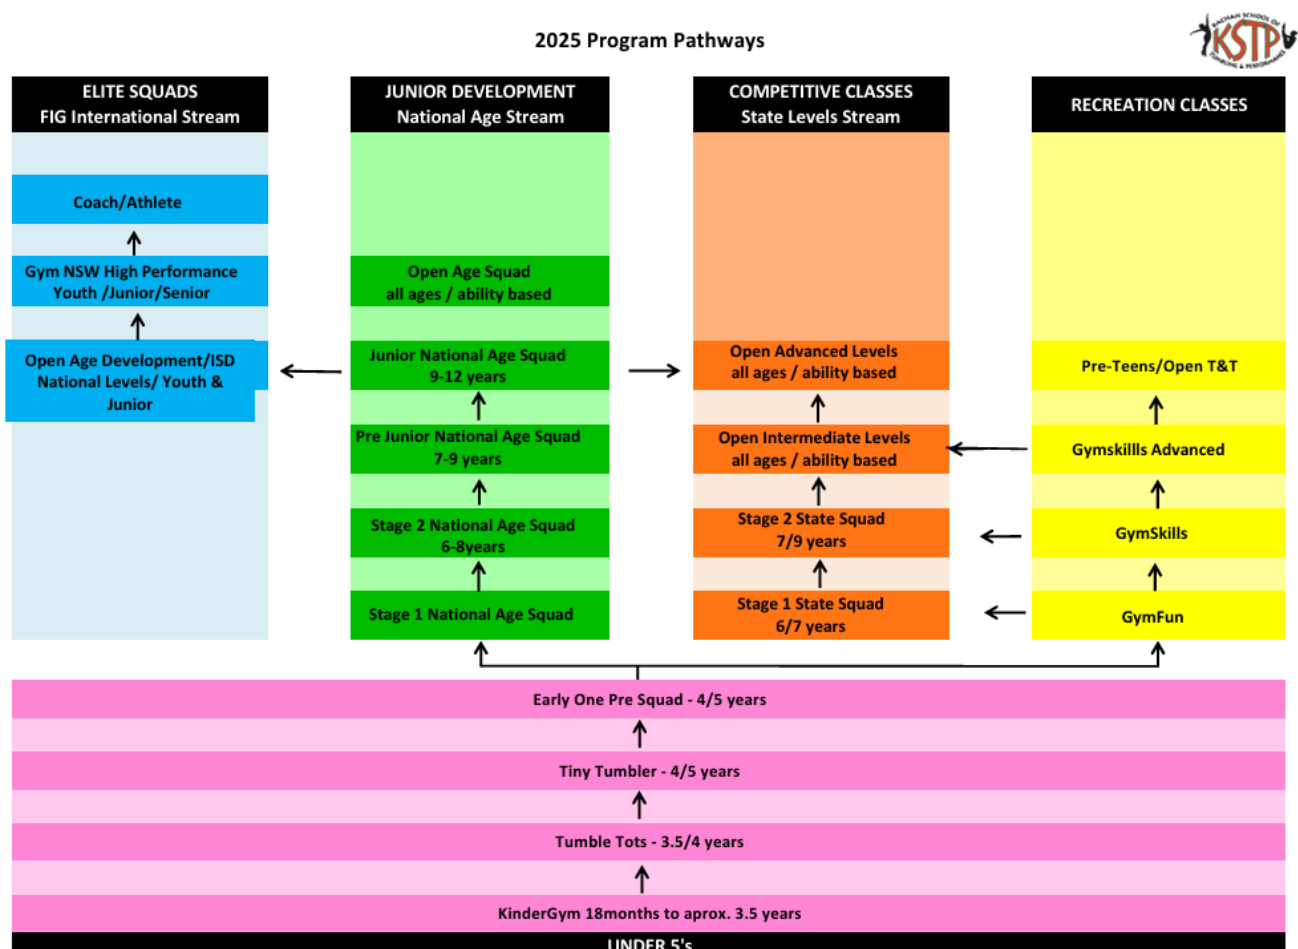 2025 Program Pathways
KACHAN SCHOOL OF
KSTP
TUMBLING & PERFORMANCE
ELITE SQUADS
FIG International Stream
Coach/Athlete
Gym NSW High Performance
Youth /Junior/Senior
Open Age Development/ISD
National Levels/ Youth &
Junior
JUNIOR DEVELOPMENT
National Age Stream
Open Age Squad
all ages / ability based
Junior National Age Squad
9-12 years
Pre Junior National Age Squad
7-9 years
Stage 2 National Age Squad
6-8years
Stage 1 National Age Squad
COMPETITIVE CLASSES
State Levels Stream
Open Advanced Levels
all ages / ability based
Open Intermediate Levels
all ages / ability based
Stage 2 State Squad
7/9 years
Stage 1 State Squad
6/7 years
RECREATION CLASSES
Pre-Teens/Open T&T
Gymskillls Advanced
GymSkills
GymFun
Early One Pre Squad - 4/5 years
Tiny Tumbler - 4/5 years
Tumble Tots - 3.5/4 years
KinderGym 18months to aprox. 3.5 years
UNDER 5's